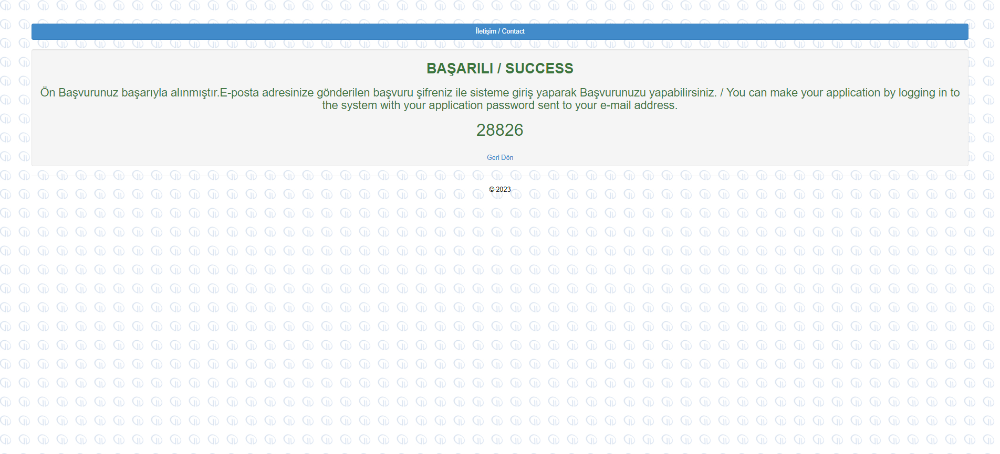 İletişim / Contact
BAŞARILI / SUCCESS
Ön Başvurunuz başarıyla alınmıştır.E-posta adresinize gönderilen başvuru şifreniz ile sisteme giriş yaparak Başvurunuzu yapabilirsiniz. / You can make your application by logging in to
the system with your application password sent to your e-mail address.
28826
Geri Dön
© 2023